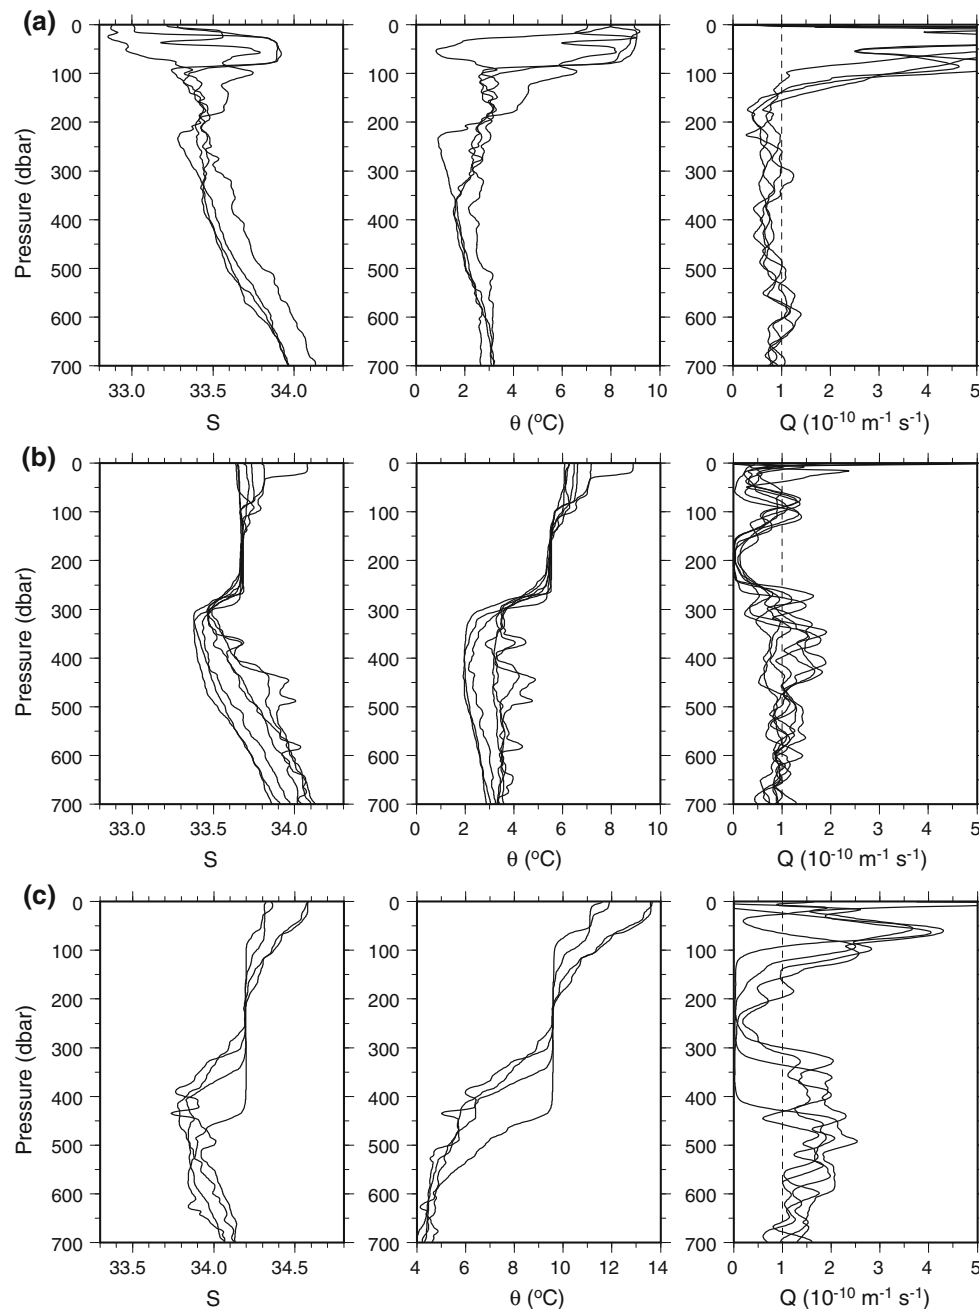 (a)
0
100
200
300
400
500
600
700
Pressure (dbar)
33.0 33.5 34.0
S
0 2 4 6 8 10
θ (°C)
0 1 2 3 4 5
Q (10⁻¹⁰ m⁻¹ s⁻¹)
(b)
0
100
200
300
400
500
600
700
Pressure (dbar)
33.0 33.5 34.0
S
0 2 4 6 8 10
θ (°C)
0 1 2 3 4 5
Q (10⁻¹⁰ m⁻¹ s⁻¹)
(c)
0
100
200
300
400
500
600
700
Pressure (dbar)
33.5 34.0 34.5
S
4 6 8 10 12 14
θ (°C)
0 1 2 3 4 5
Q (10⁻¹⁰ m⁻¹ s⁻¹)